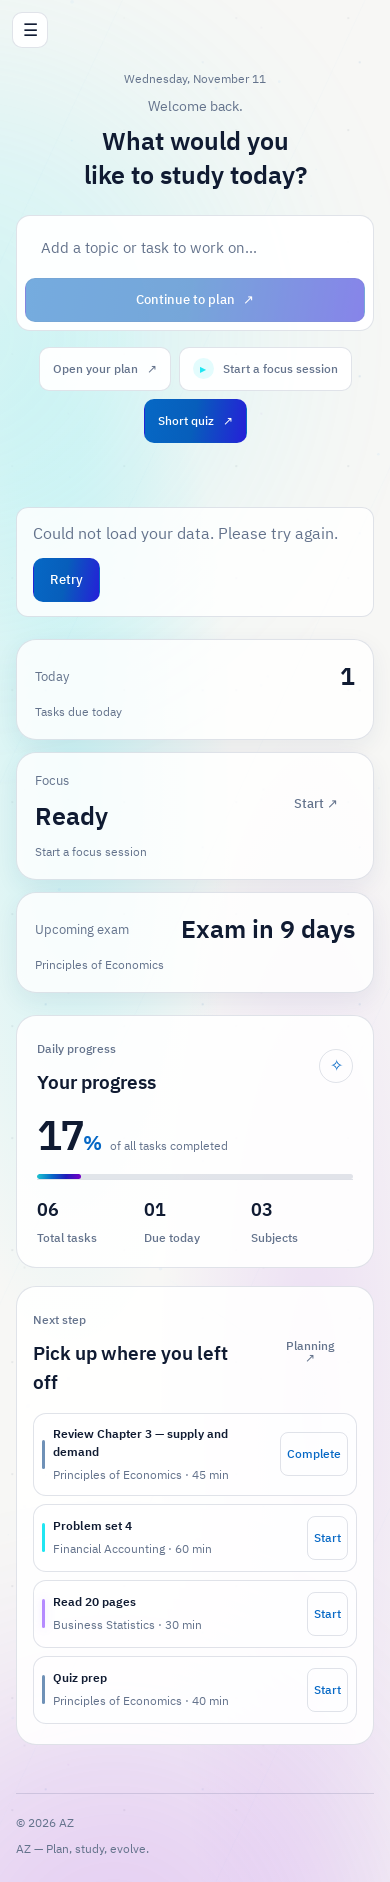 ☰
Wednesday, November 11
Welcome back.
What would you
like to study today?
Add a topic or task to work on...
Continue to plan ↗
Open your plan ↗
Start a focus session
Short quiz ↗
Could not load your data. Please try again.
Retry
Today
1
Tasks due today
Focus
Ready
Start ↗
Start a focus session
Upcoming exam
Exam in 9 days
Principles of Economics
Daily progress
Your progress
17% of all tasks completed
06 01 03
Total tasks Due today Subjects
Next step
Pick up where you left
off
Planning
↗
Review Chapter 3 — supply and
demand
Principles of Economics · 45 min
Complete
Problem set 4
Financial Accounting · 60 min
Start
Read 20 pages
Business Statistics · 30 min
Start
Quiz prep
Principles of Economics · 40 min
Start
© 2026 AZ
AZ — Plan, study, evolve.